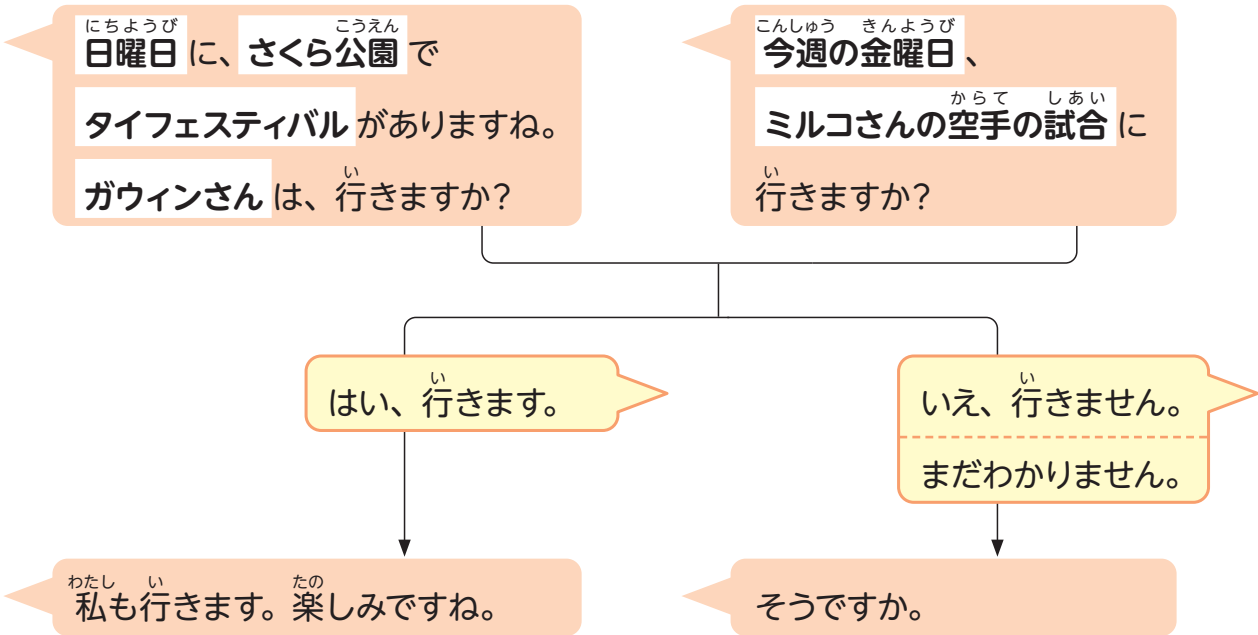 にちようび こうえん
日曜日に、さくら公園で
タイフェスティバルがありますね。
い
ガウィンさんは、行きますか?
こんしゅう きんようび
今週の金曜日、
からて しあい
ミルコさんの空手の試合に
い
行きますか?
い
はい、行きます。
い
いえ、行きません。
まだわかりません。
わたし い たの
私も行きます。楽しみですね。
そうですか。